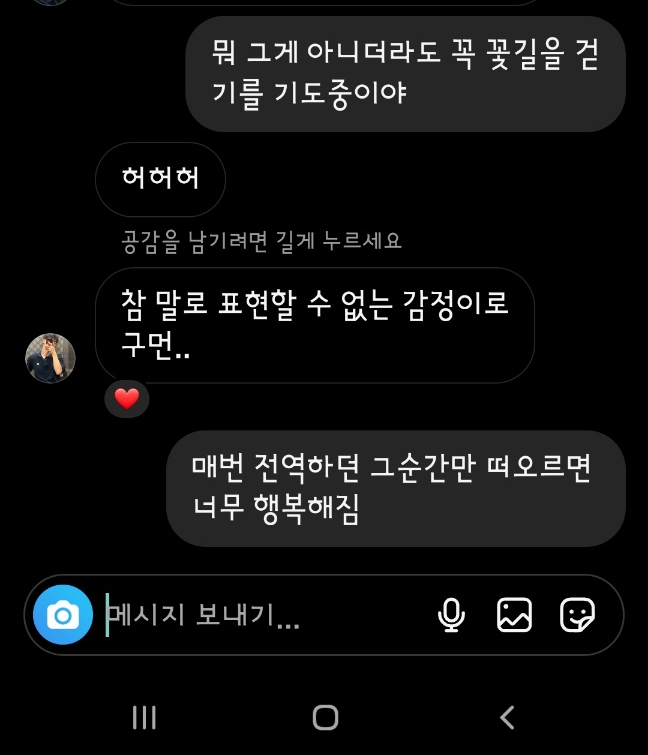 뭐 그게 아니더라도 꼭 꽃길을 걷
기를 기도중이야
허허허
공감을 남기려면 길게 누르세요
참 말로 표현할 수 없는 감정이로
구먼..
매번 전역하던 그순간만 떠오르면
너무 행복해짐
메시지 보내기...